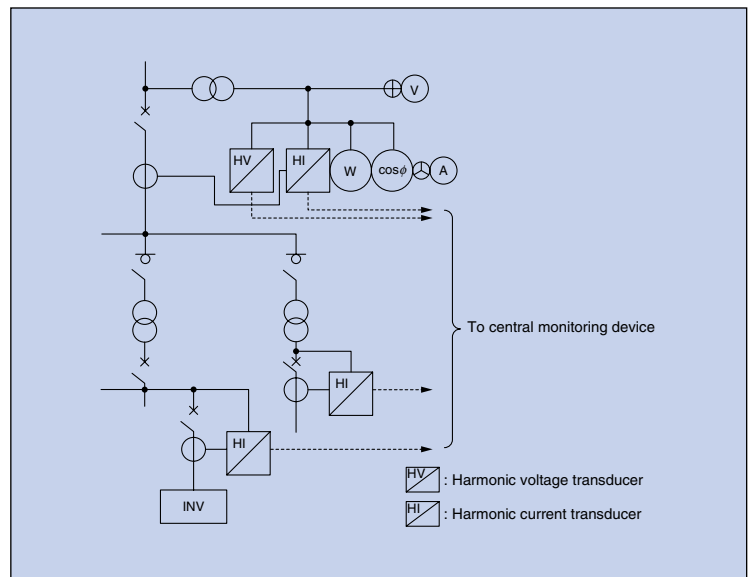 V
HV
HI
W
cosϕ
A
To central monitoring device
HI
HI
INV
HV : Harmonic voltage transducer
HI : Harmonic current transducer